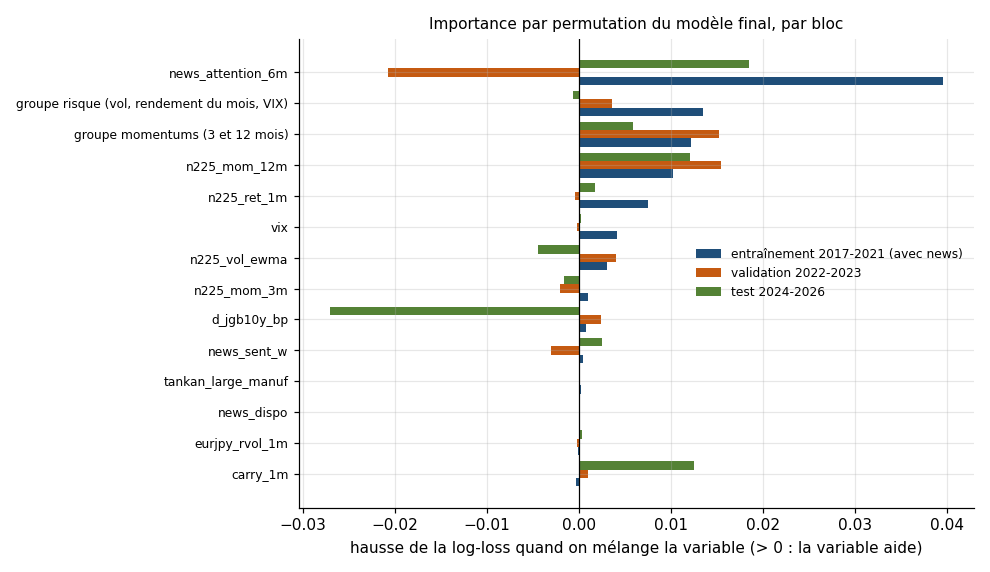 Importance par permutation du modèle final, par bloc
news_attention_6m
groupe risque (vol, rendement du mois, VIX)
groupe momentums (3 et 12 mois)
n225_mom_12m
n225_ret_1m
vix
n225_vol_ewma
n225_mom_3m
d_jgb10y_bp
news_sent_w
tankan_large_manuf
news_dispo
eurjpy_rvol_1m
carry_1m
entraînement 2017-2021 (avec news)
validation 2022-2023
test 2024-2026
−0.03 −0.02 −0.01 0.00 0.01 0.02 0.03 0.04
hausse de la log-loss quand on mélange la variable (> 0 : la variable aide)